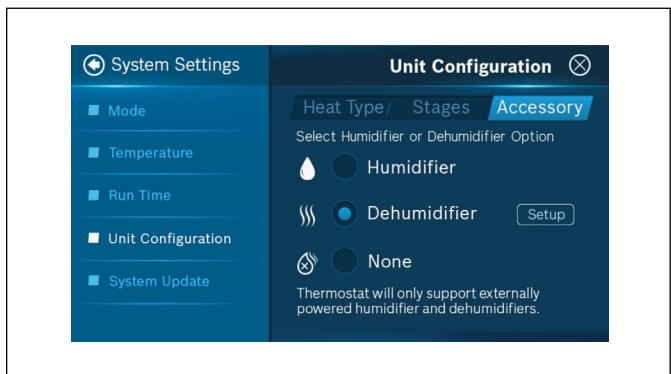 System Settings
Mode
Temperature
Run Time
Unit Configuration
System Update
Unit Configuration
Heat Type/ Stages Accessory
Select Humidifier or Dehumidifier Option
Humidifier
Dehumidifier Setup
None
Thermostat will only support externally
powered humidifier and dehumidifiers.